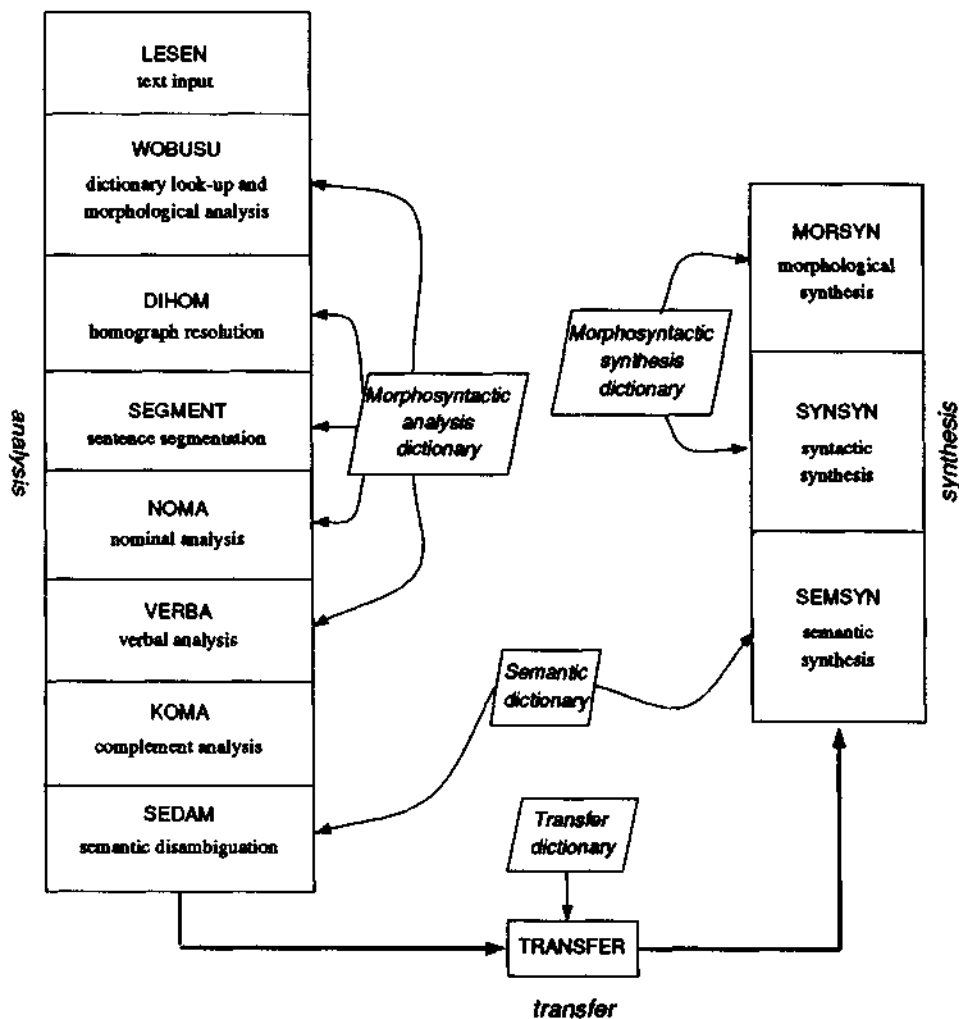 LESEN
text input
WOBUSU
dictionary look-up and
morphological analysis
DIHOM
homograph resolution
SEGMENT
sentence segmentation
NOMA
nominal analysis
VERBA
verbal analysis
KOMA
complement analysis
SEDAM
semantic disambiguation
analysis
Morphosyntactic
analysis
dictionary
Morphosyntactic
synthesis
dictionary
Semantic
dictionary
Transfer
dictionary
TRANSFER
transfer
MORSYN
morphological
synthesis
SYNSYN
syntactic
synthesis
SEMSYN
semantic
synthesis
synthesis